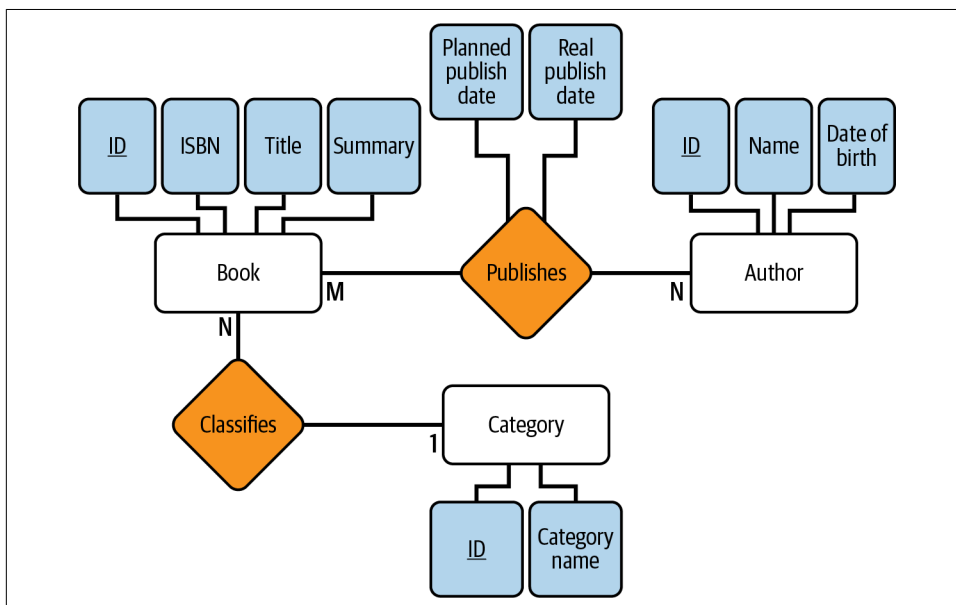 Planned
publish
date
Real
publish
date
ID
ISBN
Title
Summary
ID
Name
Date of
birth
Book
M
Publishes
N
Author
N
Classifies
1
Category
ID
Category
name